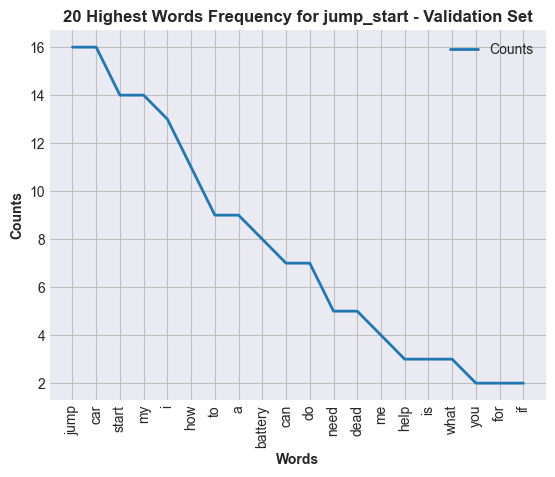 20 Highest Words Frequency for jump_start - Validation Set
Counts
16
14
12
10
8
6
4
2
Counts
jump
car
start
my
i
how
to
a
battery
can
do
need
dead
me
help
is
what
you
for
if
Words